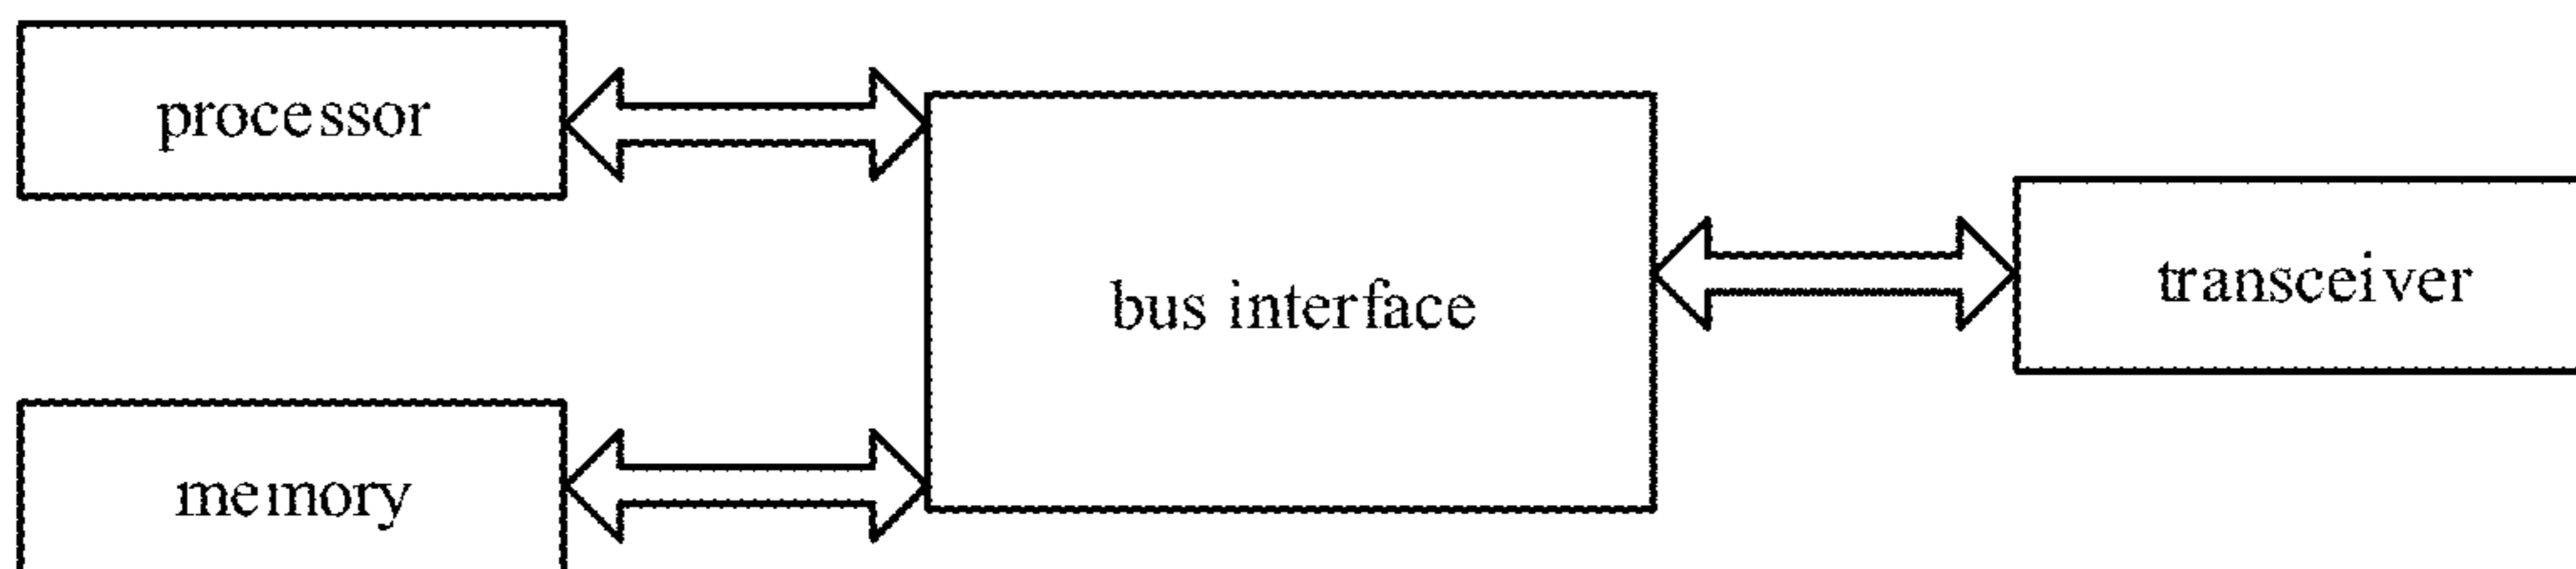 processor
bus interface
transceiver
memory